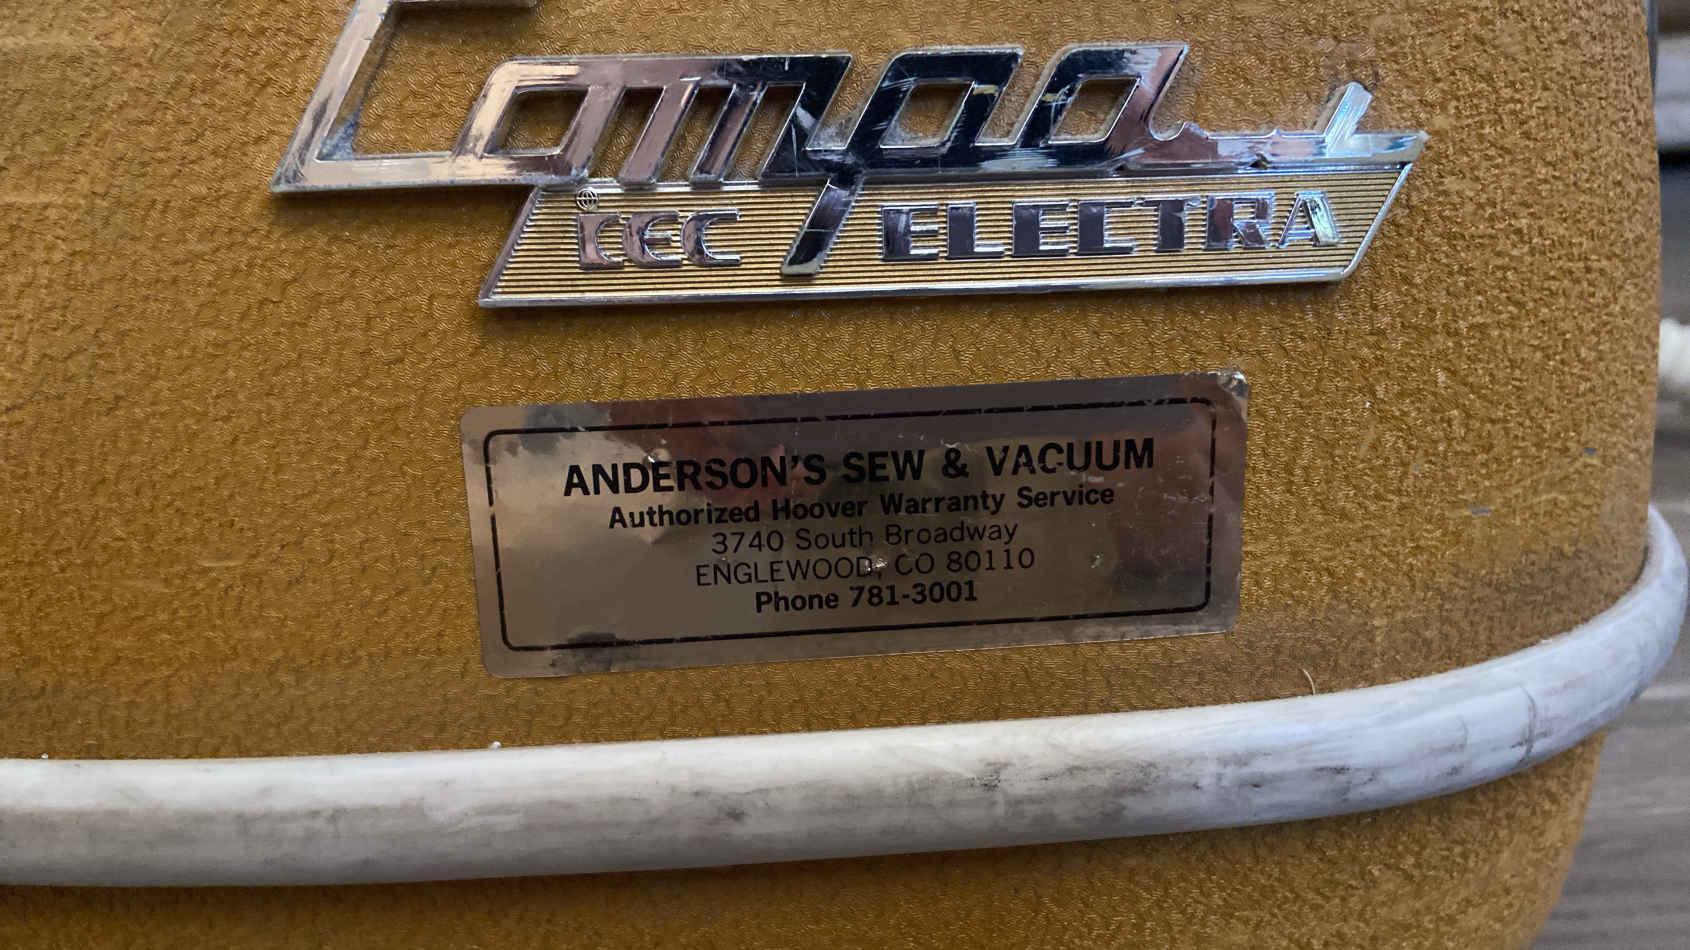 Compact
CEC ELECTRA
ANDERSON'S SEW & VACUUM
Authorized Hoover Warranty Service
3740 South Broadway
ENGLEWOOD, CO 80110
Phone 781-3001